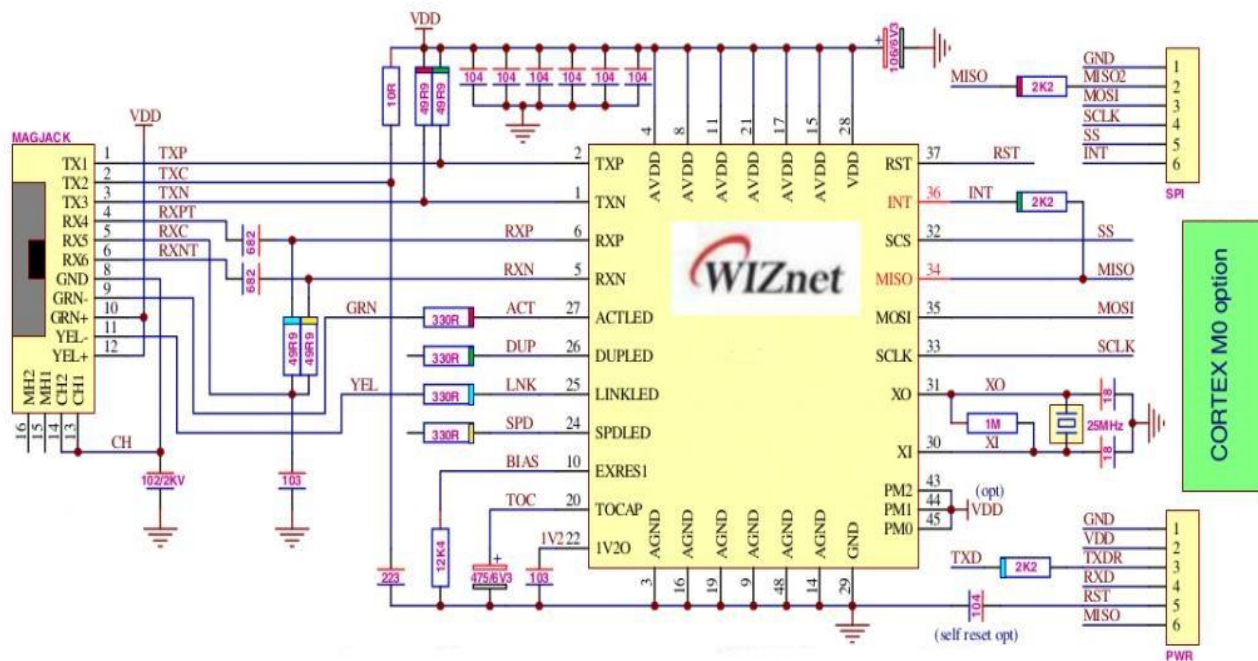 VDD
10R
49R9
49R9
104
104
104
104
104
104
106/6V3
VDD
MAGJACK
TX1 1 TXP
TX2 2 TXC
TX3 3 TXN
RX4 4 RXPT
RX5 5 RXC
RX6 6 RXNT
GND 8
GRN- 9
GRN+ 10
YEL- 11
YEL+ 12
MH2 16
MH1 15
CH2 14
CH1 13
CH
102/2KV
682
682
49R9
49R9
103
GRN
YEL
223
RXP
RXN
330R ACT
330R DUP
330R LNK
330R SPD
BIAS
12K4
TOC
475/6V3
1V2
103
2 TXP
1 TXN
6 RXP
5 RXN
27 ACTLED
26 DUPLED
25 LINKLED
24 SPDLED
10 EXRES1
20 TOCAP
22 1V2O
4 AVDD
8 AVDD
11 AVDD
21 AVDD
17 AVDD
15 AVDD
28 VDD
WIZnet
3 AGND
16 AGND
19 AGND
9 AGND
48 AGND
14 AGND
29 GND
RST 37 RST
INT 36 INT
2K2
SCS 32 SS
MISO 34 MISO
MOSI 35 MOSI
SCLK 33 SCLK
XO 31 XO
1M
25MHz
18
18
XI 30 XI
PM2 43
PM1 44
PM0 45
(opt)
VDD
MISO
2K2
GND 1
MISO2 2
MOSI 3
SCLK 4
SS 5
INT 6
SPI
CORTEX M0 option
TXD
2K2
GND 1
VDD 2
TXDR 3
RXD 4
RST 5
MISO 6
PWR
104
(self reset opt)